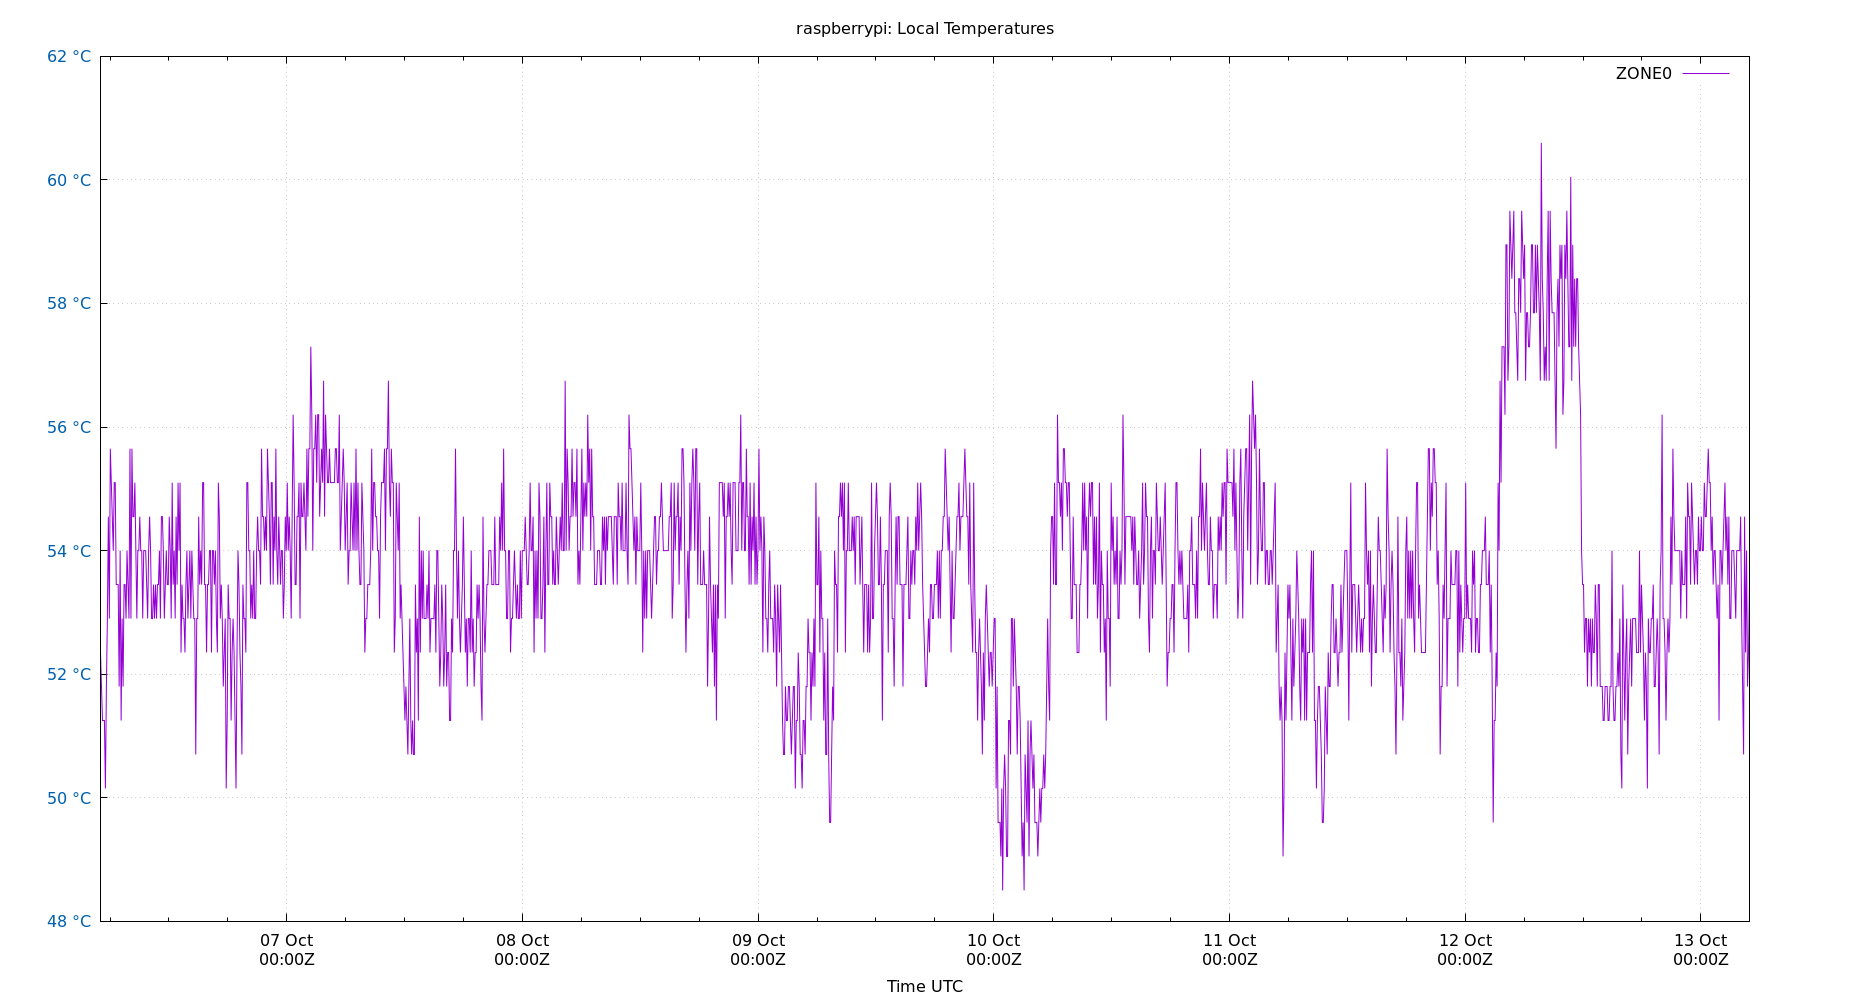 raspberrypi: Local Temperatures
62 °C
ZONE0
60 °C
58 °C
56 °C
54 °C
52 °C
50 °C
48 °C
07 Oct 08 Oct 09 Oct 10 Oct 11 Oct 12 Oct 13 Oct
00:00Z 00:00Z 00:00Z 00:00Z 00:00Z 00:00Z 00:00Z
Time UTC